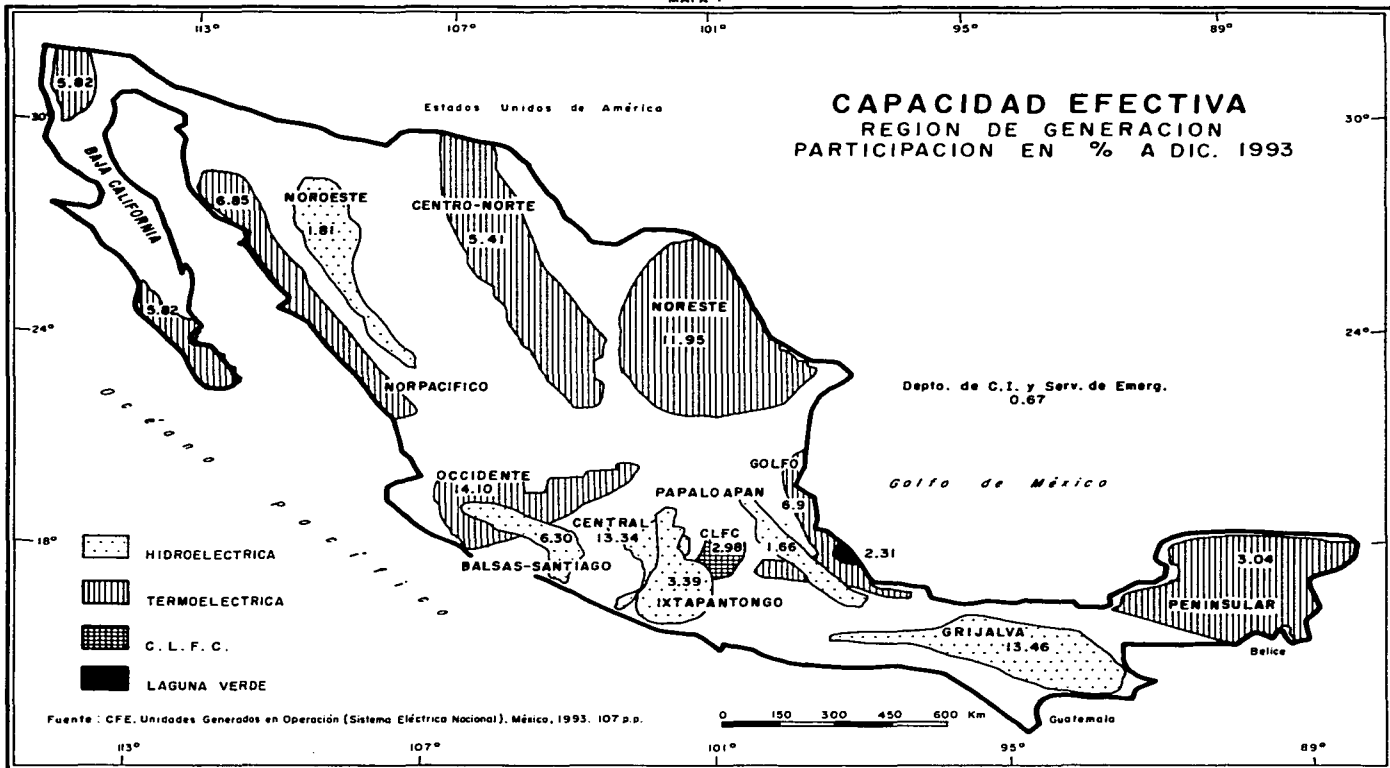 113°
107°
101°
95°
89°
5.82
Estados Unidos de América
CAPACIDAD EFECTIVA
REGION DE GENERACION
PARTICIPACION EN % A DIC. 1993
30°
30°
BAJA CALIFORNIA
6.85
NOROESTE
1.81
CENTRO-NORTE
5.41
NORESTE
11.95
5.82
24°
24°
NORPACIFICO
Depto. de C.I. y Serv. de Emerg.
0.67
Océano Pacífico
OCCIDENTE
14.10
GOLFO
Golfo de México
PAPALOAPAN
6.9
CENTRAL
13.34
CLFC
2.98
1.66
2.31
18°
6.30
BALSAS-SANTIAGO
3.39
IXTAPANTONGO
3.04
PENINSULAR
GRIJALVA
13.46
Belice
HIDROELECTRICA
TERMOELECTRICA
C. L. F. C.
LAGUNA VERDE
Fuente : CFE. Unidades Generados en Operación (Sistema Eléctrico Nacional). México, 1993. 107 p.p.
0 150 300 450 600 Km
Guatemala
113°
107°
101°
95°
89°